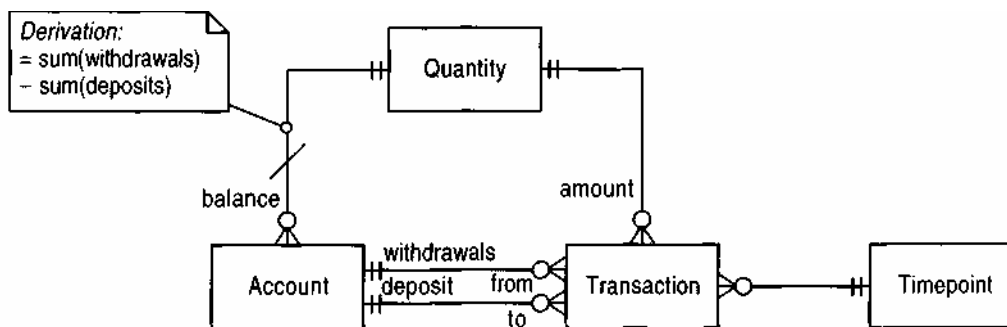 Derivation:
= sum(withdrawals)
– sum(deposits)
Quantity
balance
amount
withdrawals
from
deposit
to
Account
Transaction
Timepoint